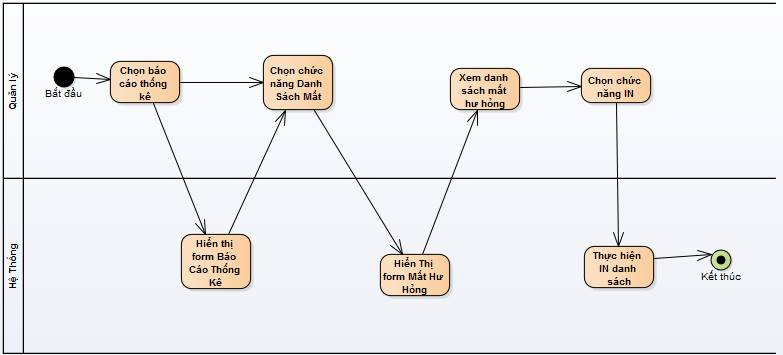 Quản lý
Bắt đầu
Chọn báo
cáo thống
kê
Chọn chức
năng Danh
Sách Mất
Xem danh
sách mất
hư hỏng
Chọn chức
năng IN
Hệ Thống
Hiển thị
form Báo
Cáo Thống
Kê
Hiển Thị
form Mất Hư
Hỏng
Thực hiện
IN danh
sách
Kết thúc